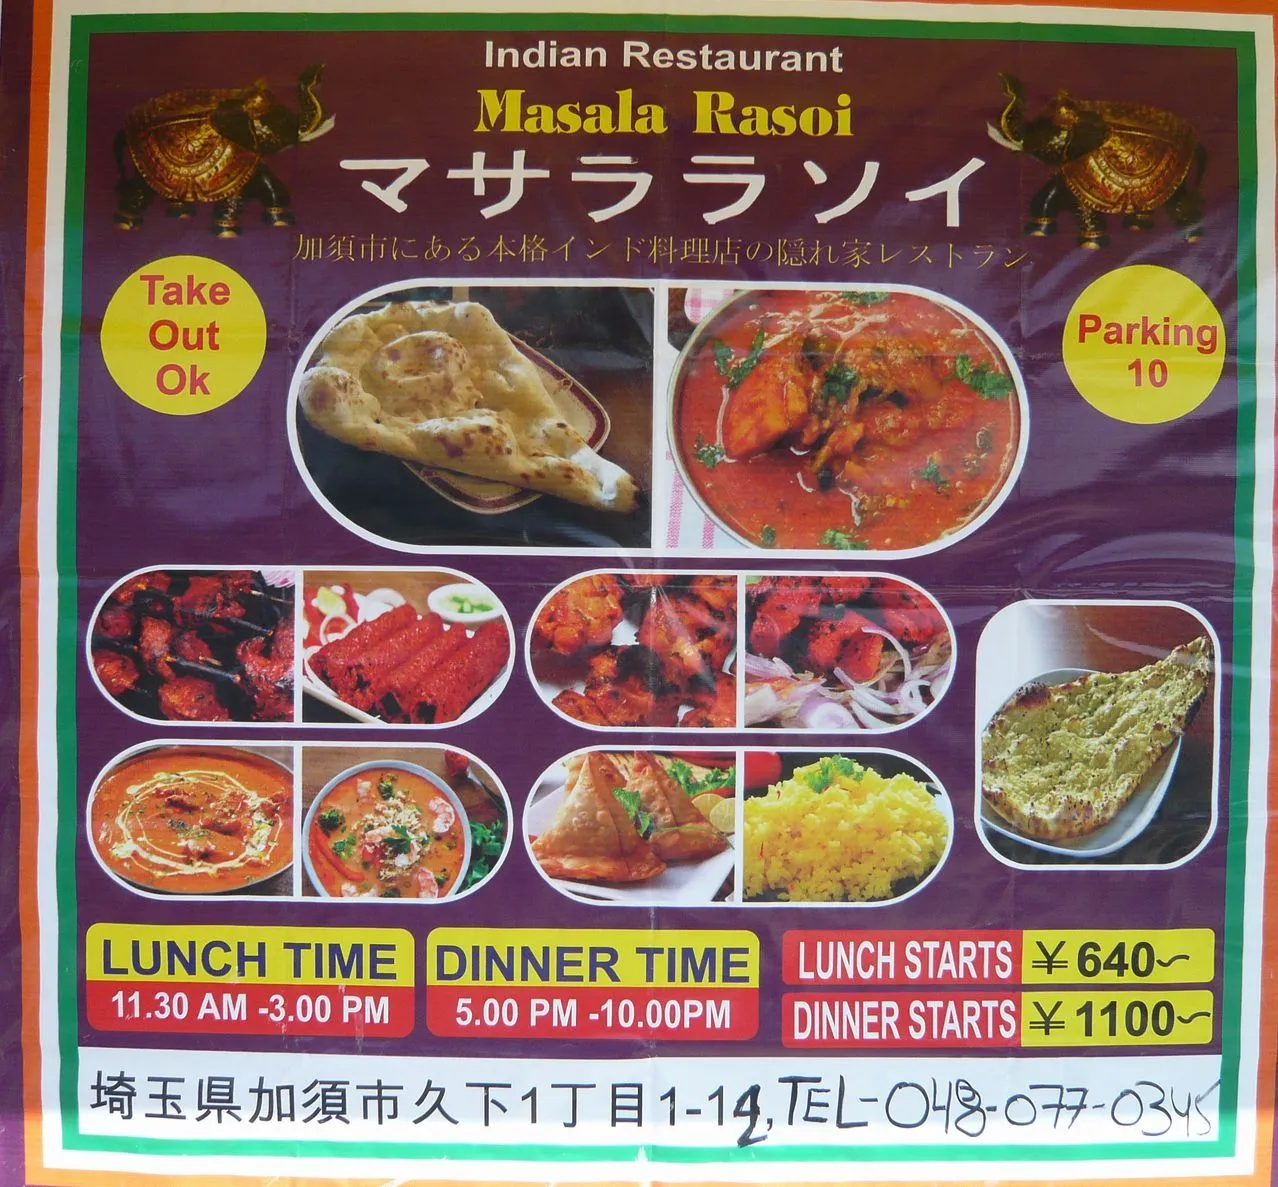 Indian Restaurant
Masala Rasoi
マサララソイ
加須市にある本格インド料理店の隠れ家レストラン
Take
Out
Ok
Parking
10
LUNCH TIME
11.30 AM -3.00 PM
DINNER TIME
5.00 PM -10.00PM
LUNCH STARTS ¥ 640~
DINNER STARTS ¥ 1100~
埼玉県加須市久下1丁目1-12, TEL-048-077-0345